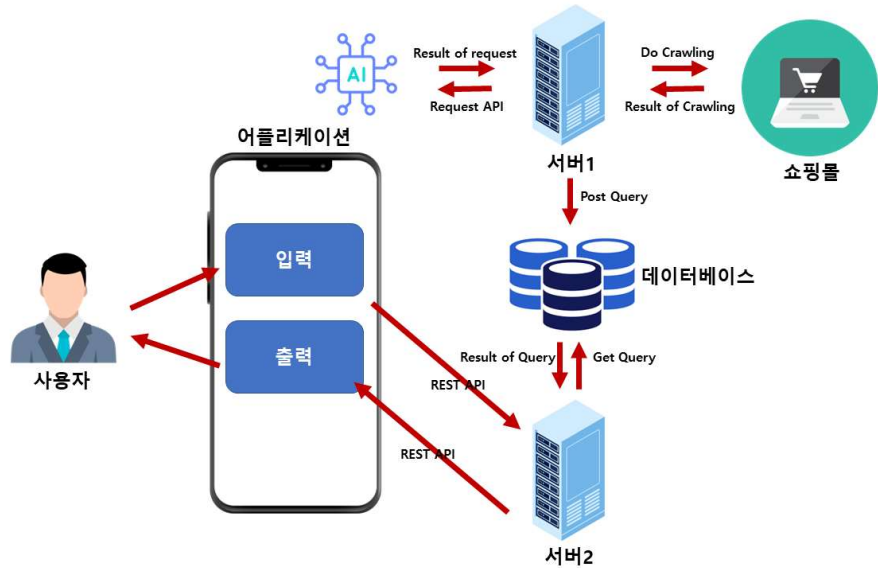 AI
Result of request
Request API
Do Crawling
Result of Crawling
어플리케이션
서버1
쇼핑몰
Post Query
입력
데이터베이스
출력
Result of Query
Get Query
사용자
REST API
REST API
서버2